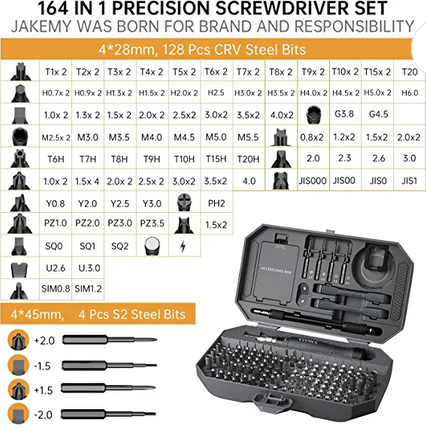 164 IN 1 PRECISION SCREWDRIVER SET
JAKEMY WAS BORN FOR BRAND AND RESPONSIBILITY
4*28mm, 128 Pcs CRV Steel Bits
T1x 2 T2x 2 T3x 2 T4x 2 T5x 2 T6x 2 T7x 2 T8x 2 T9x 2 T10x 2 T15x 2 T20
H0.7x 2 H0.9x 2 H1.3x 2 H1.5x 2 H2.0x 2 H2.5 H3.0x 2 H3.5x 2 H4.0x 2 H4.5x 2 H5.0x 2 H6.0
1.0x 2 1.3x 2 1.5x 2 2.0x 2 2.5x2 3.0x2 3.5x2 4.0x2 G3.8 G4.5
M2.5x 2 M3.0 M3.5 M4.0 M4.5 M5.0 M5.5 0.8x2 1.2x2 1.5x2 2.0x2
T6H T7H T8H T9H T10H T15H T20H 2.0 2.3 2.6 3.0
1.0x 2 1.5x 4 2.0x 2 2.5x 2 3.0x2 3.5x2 4.0 JIS000 JIS00 JIS0 JIS1
Y0.8 Y2.0 Y2.5 Y3.0 PH2
PZ1.0 PZ2.0 PZ3.0 PZ3.5 1.5x2
SQ0 SQ1 SQ2
U2.6 U.3.0
SIM0.8 SIM1.2
ACCESSORIES BOX
4*45mm, 4 Pcs S2 Steel Bits
+2.0
-1.5
+1.5
-2.0